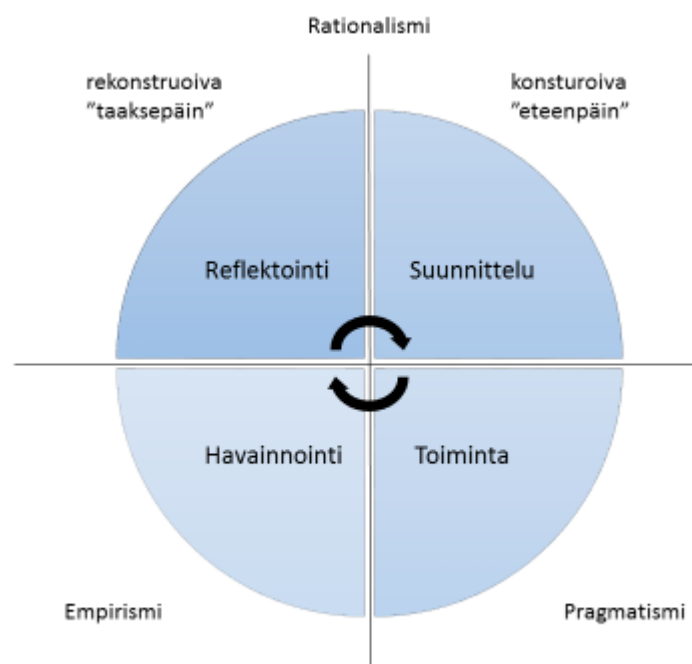 Rationalismi
rekonstruoiva
"taaksepäin"
konsturoiva
"eteenpäin"
Reflektointi
Suunnittelu
Havainnointi
Toiminta
Empirismi
Pragmatismi